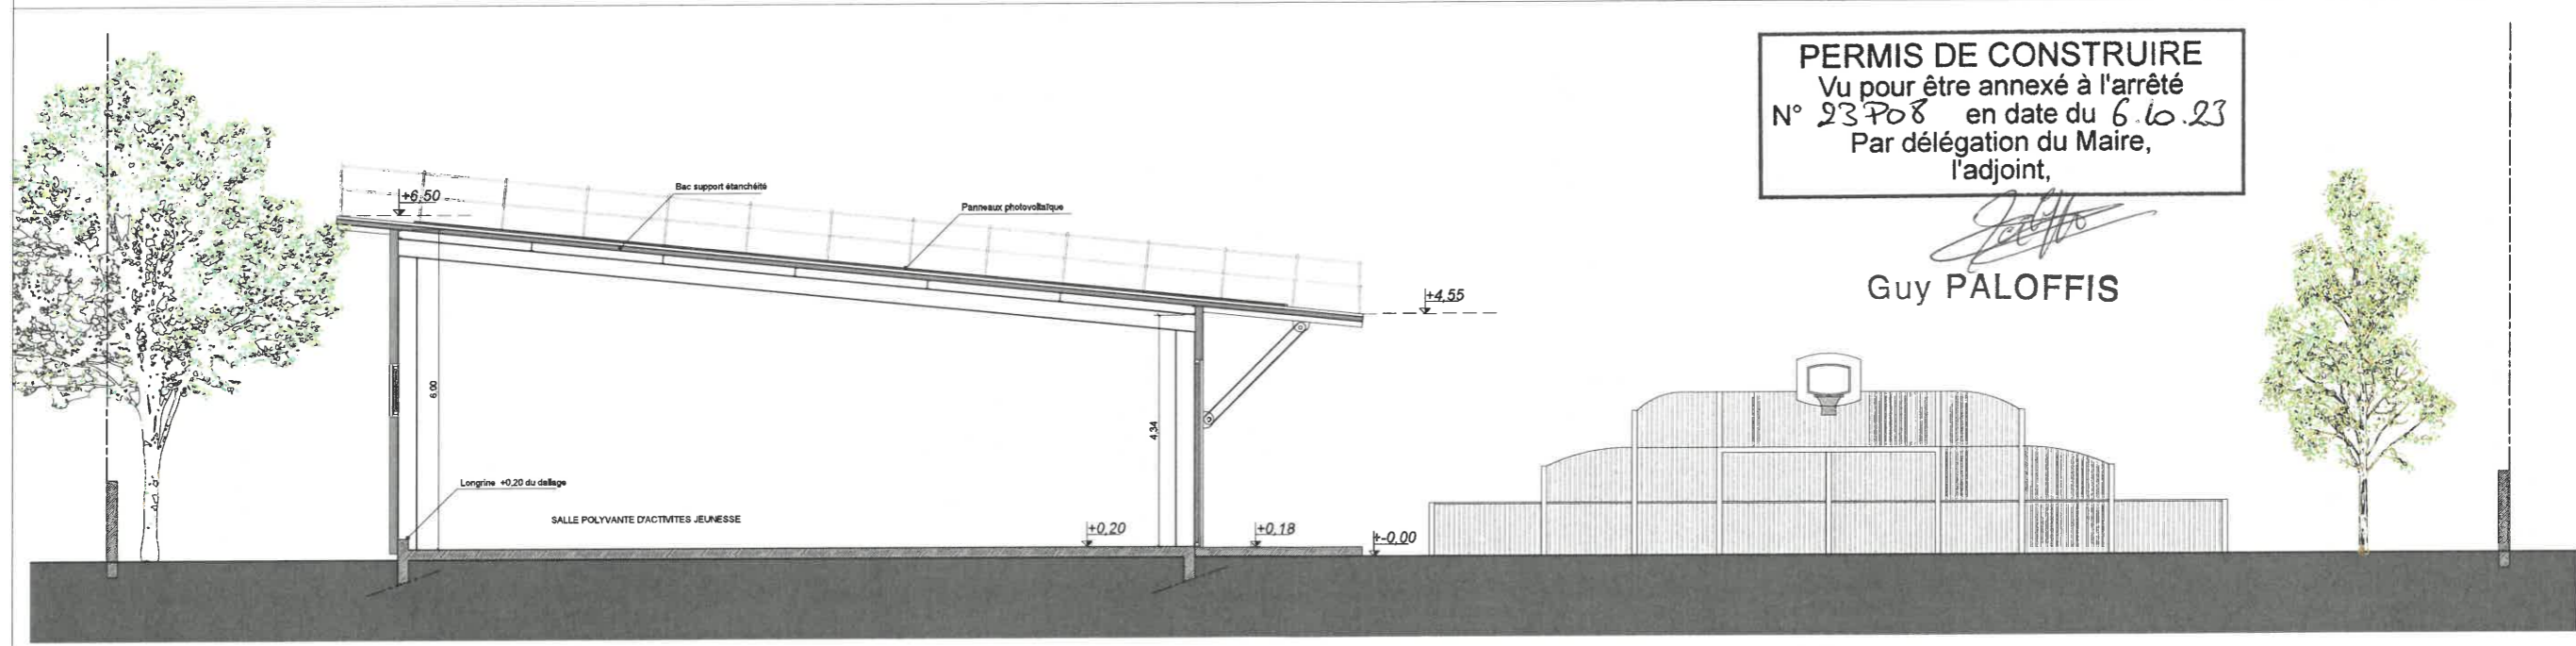 PERMIS DE CONSTRUIRE
Vu pour être annexé à l'arrêté
N° 23P08 en date du 6.10.23
Par délégation du Maire,
l'adjoint,
Guy PALOFFIS
+6,50
Bac support étanchéité
Panneaux photovoltaïque
+4,55
6,00
4,34
Longrine +0,20 du dallage
SALLE POLYVANTE D'ACTIVITES JEUNESSE
+0,20
+0,18
+-0,00